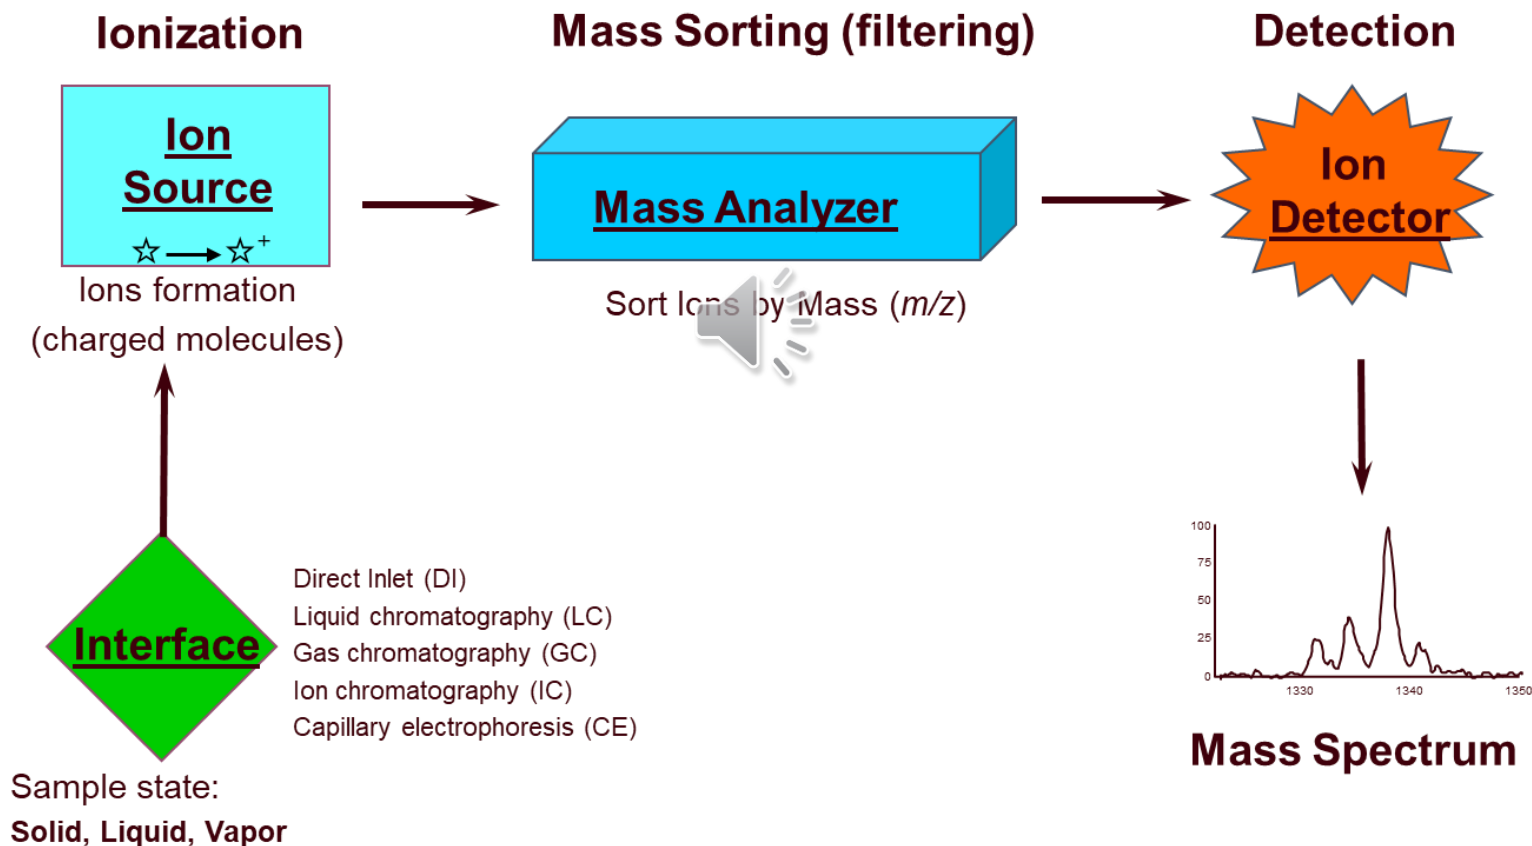 Ionization
Mass Sorting (filtering)
Detection
Ion
Source
+
Ions formation
(charged molecules)
Mass Analyzer
Sort Ions by Mass (m/z)
Ion
Detector
Interface
Direct Inlet (DI)
Liquid chromatography (LC)
Gas chromatography (GC)
Ion chromatography (IC)
Capillary electrophoresis (CE)
Sample state:
Solid, Liquid, Vapor
100
75
50
25
0
1330 1340 1350
Mass Spectrum